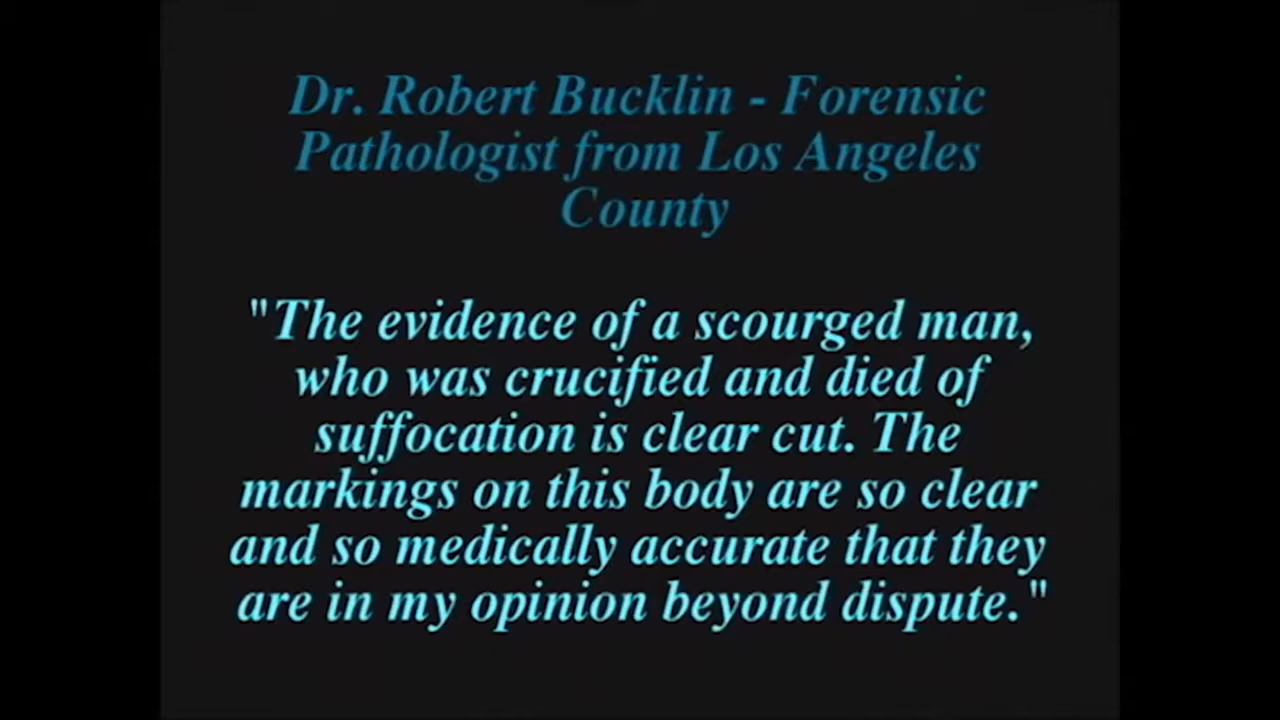 Dr. Robert Bucklin - Forensic
Pathologist from Los Angeles
County
"The evidence of a scourged man,
who was crucified and died of
suffocation is clear cut. The
markings on this body are so clear
and so medically accurate that they
are in my opinion beyond dispute."